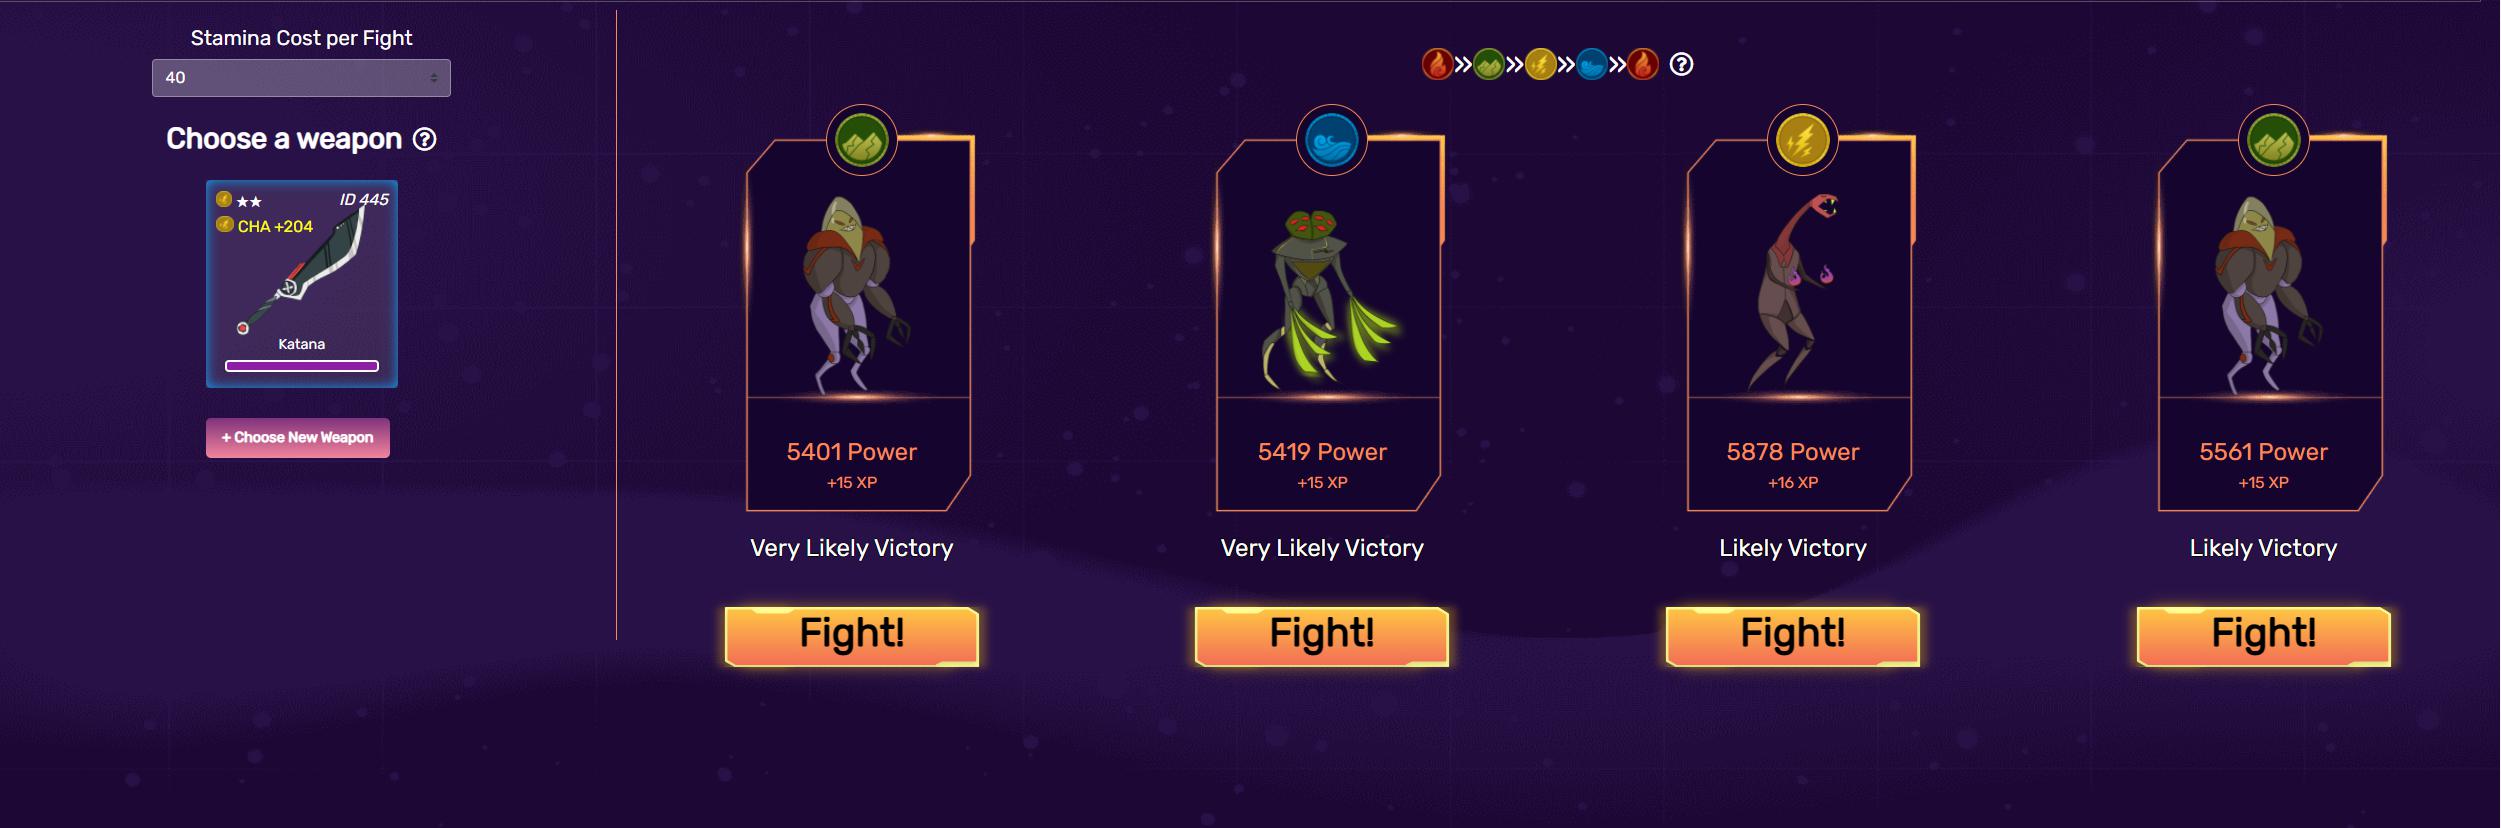 Stamina Cost per Fight
40
Choose a weapon ?
ID 445
CHA +204
Katana
+ Choose New Weapon
?
5401 Power
+15 XP
Very Likely Victory
Fight!
5419 Power
+15 XP
Very Likely Victory
Fight!
5878 Power
+16 XP
Likely Victory
Fight!
5561 Power
+15 XP
Likely Victory
Fight!